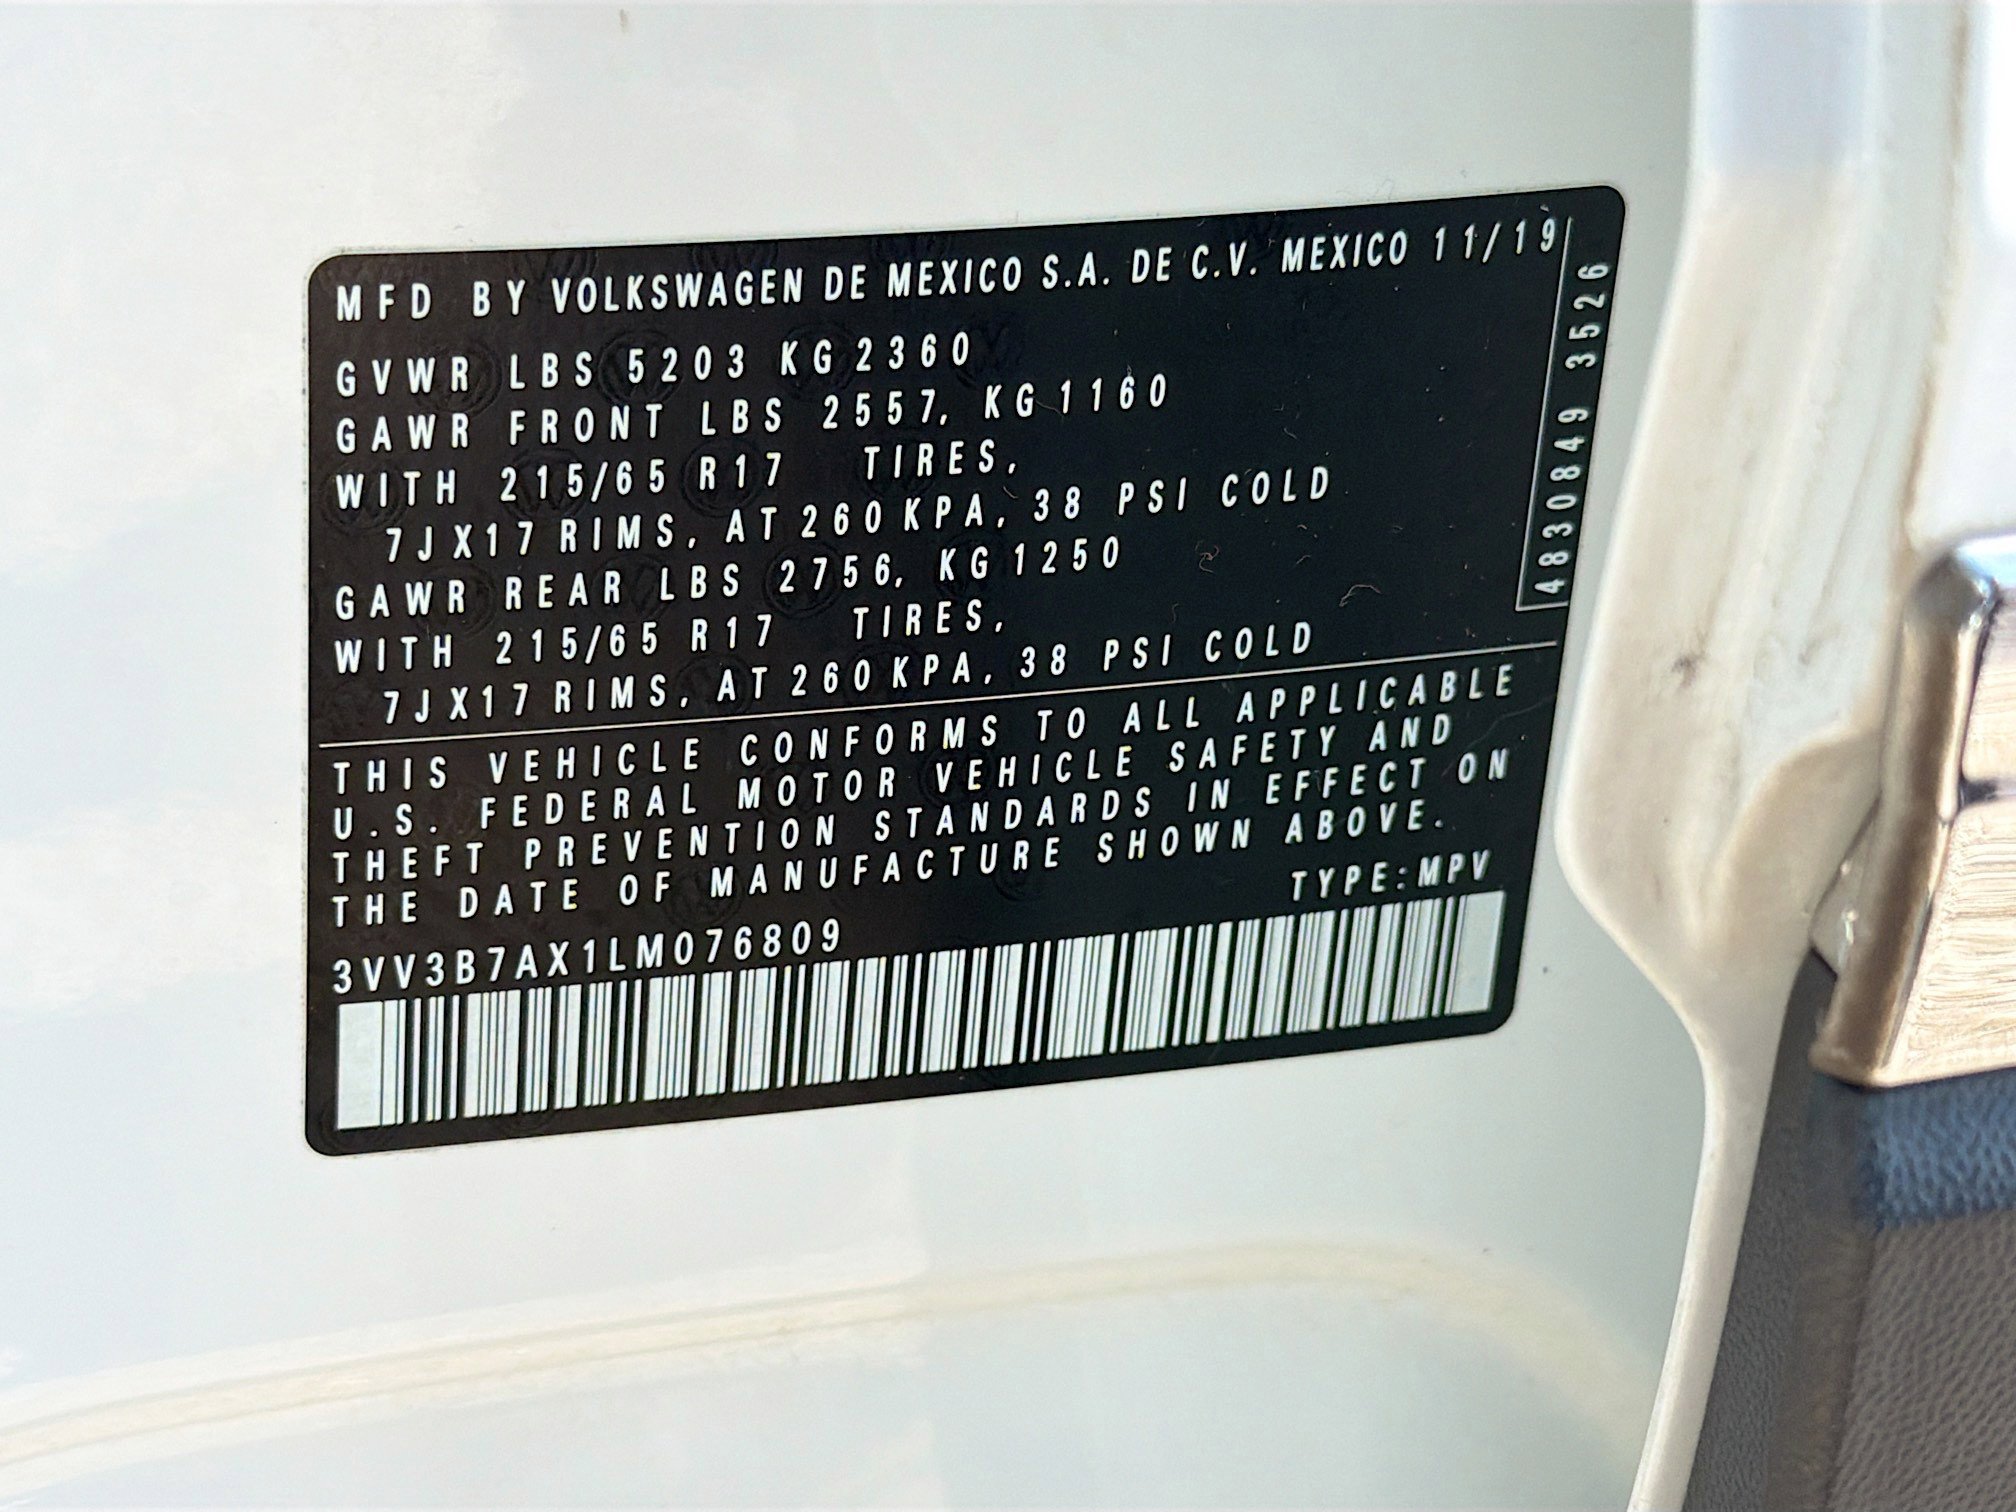 MFD BY VOLKSWAGEN DE MEXICO S.A. DE C.V. MEXICO 11/19
GVWR LBS 5203 KG 2360
GAWR FRONT LBS 2557, KG 1160
WITH 215/65 R17 TIRES,
7JX17 RIMS, AT 260 KPA, 38 PSI COLD
GAWR REAR LBS 2756, KG 1250
WITH 215/65 R17 TIRES,
7JX17 RIMS, AT 260 KPA, 38 PSI COLD
4830849 3526
THIS VEHICLE CONFORMS TO ALL APPLICABLE
U.S. FEDERAL MOTOR VEHICLE SAFETY AND
THEFT PREVENTION STANDARDS IN EFFECT ON
THE DATE OF MANUFACTURE SHOWN ABOVE.
TYPE:MPV
3VV3B7AX1LM076809